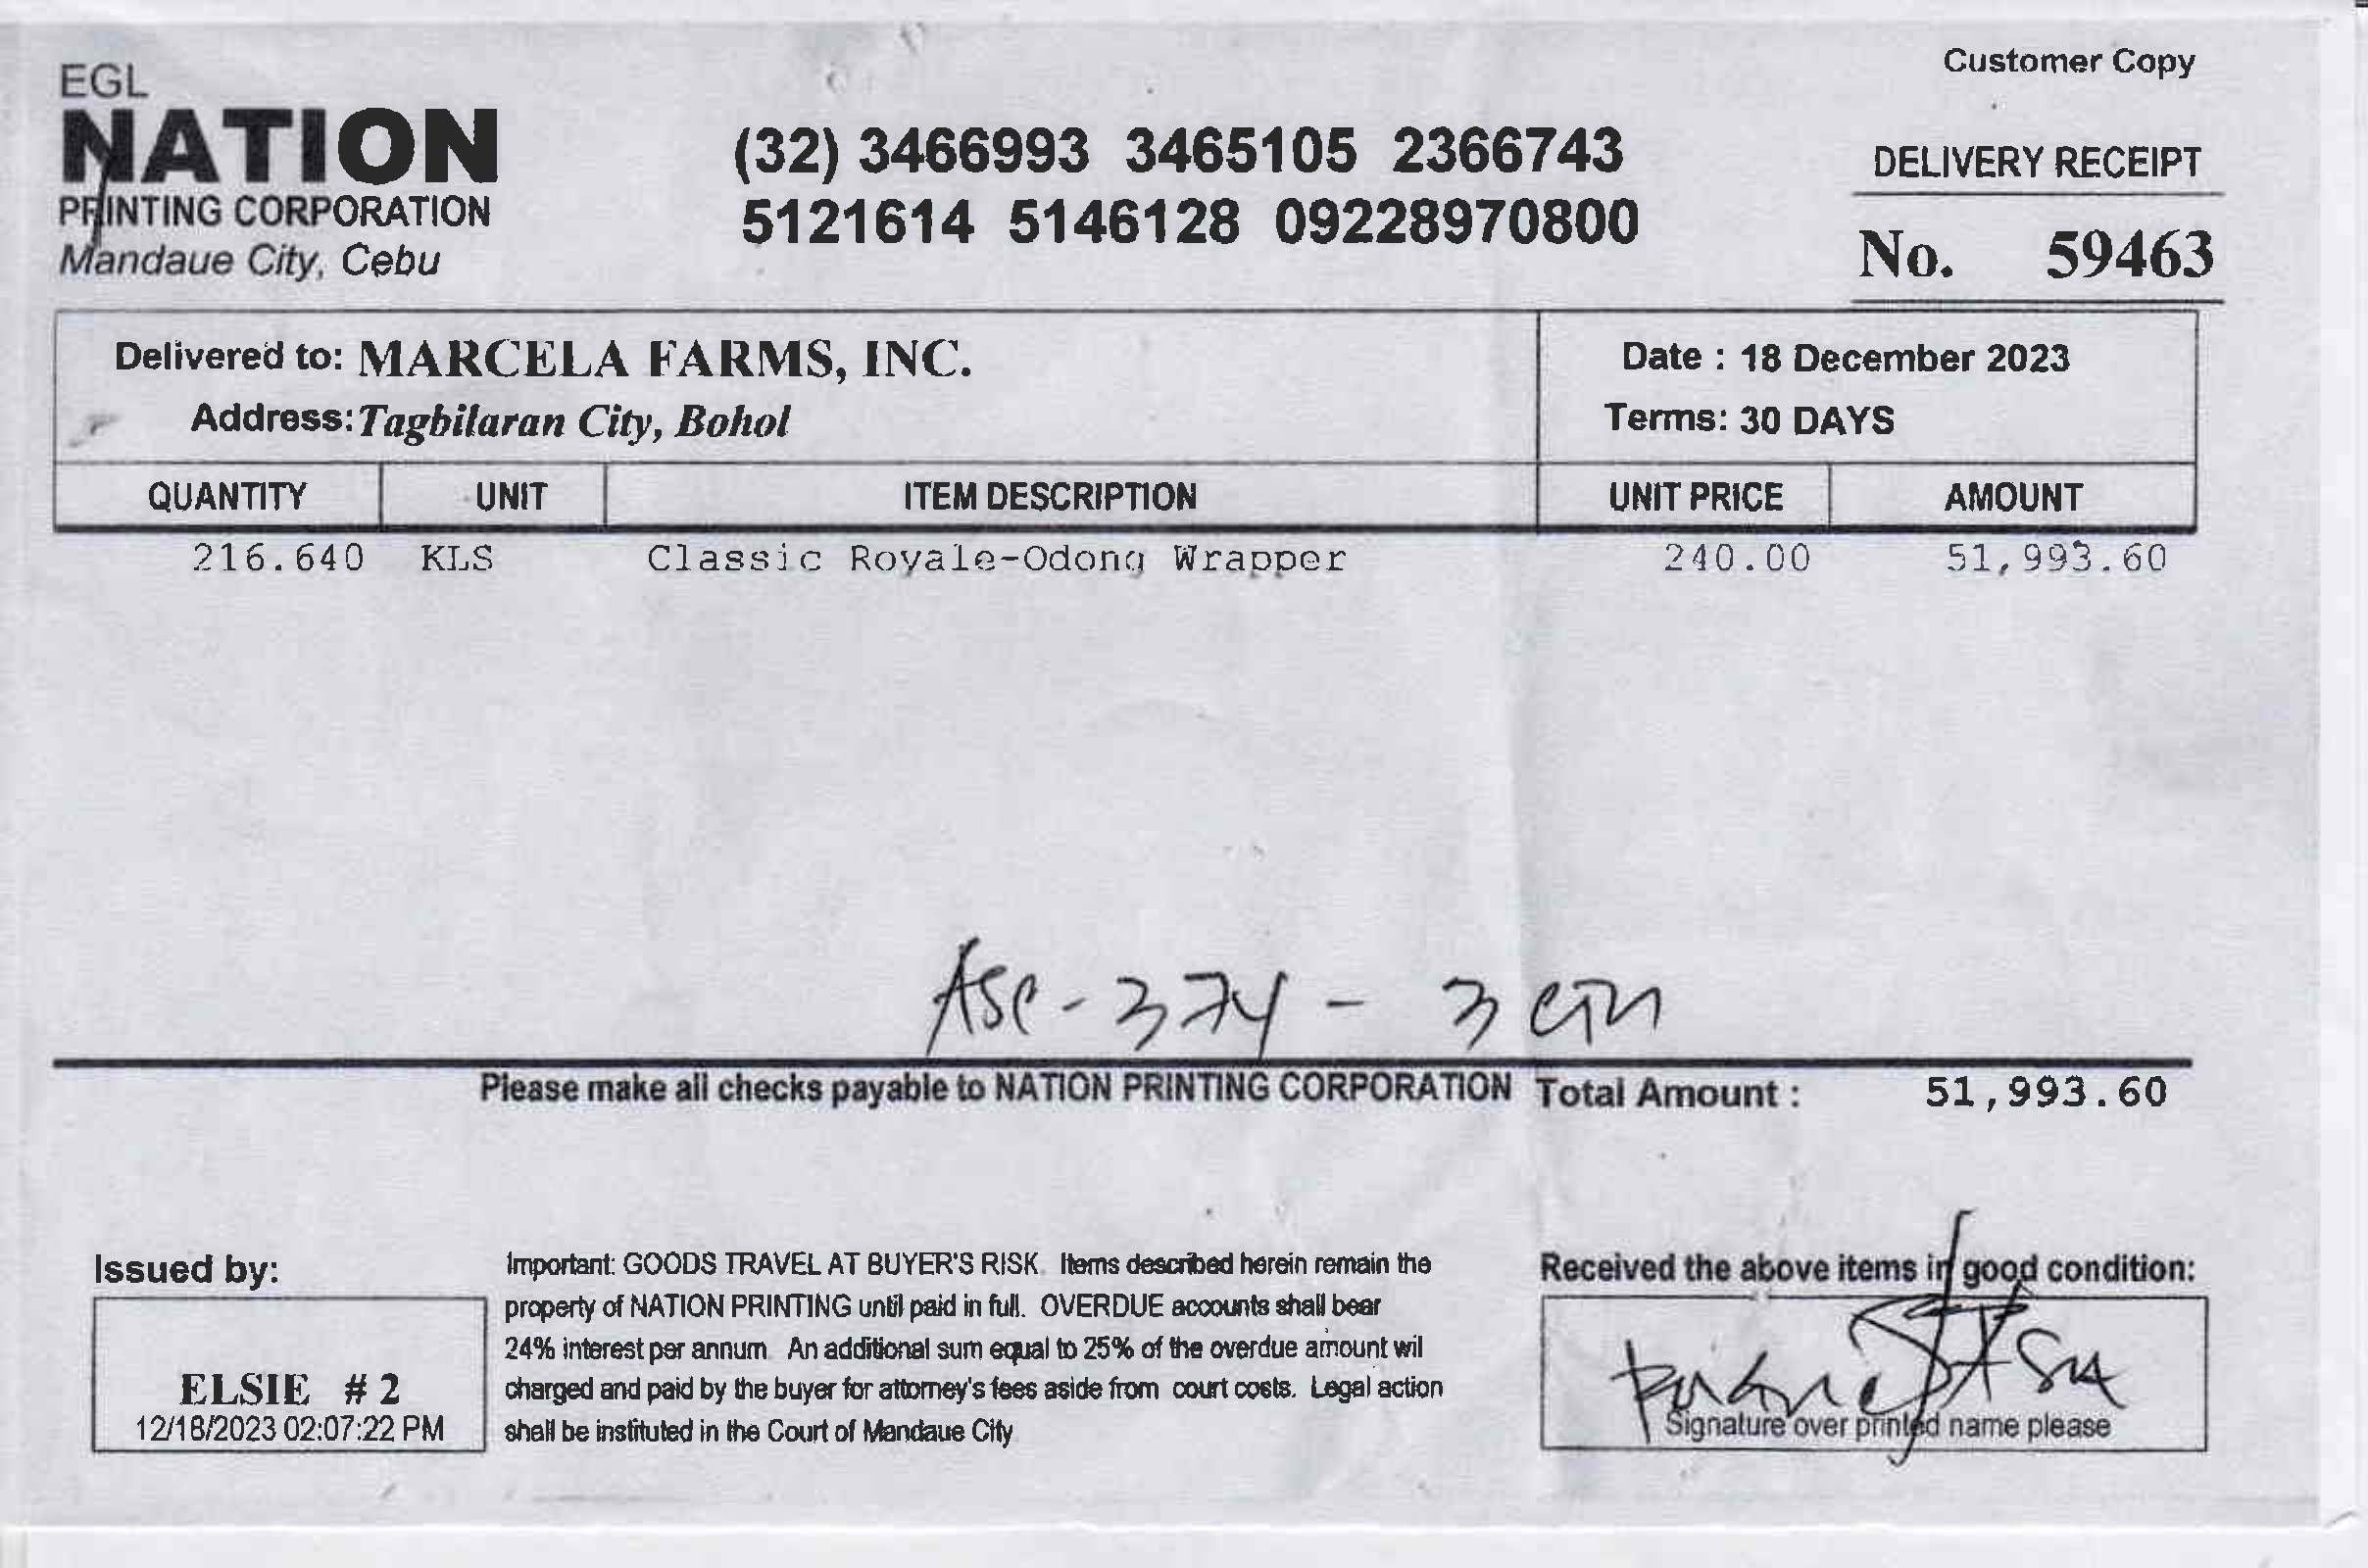 Customer Copy
EGL
NATION
PRINTING CORPORATION
Mandaue City, Cebu
(32) 3466993 3465105 2366743
5121614 5146128 09228970800
DELIVERY RECEIPT
No. 59463
Delivered to: MARCELA FARMS, INC.
Address: Tagbilaran City, Bohol
Date : 18 December 2023
Terms: 30 DAYS
QUANTITY UNIT ITEM DESCRIPTION UNIT PRICE AMOUNT
216.640 KLS Classic Royale-Odong Wrapper 240.00 51,993.60
- 374 - 3
Please make all checks payable to NATION PRINTING CORPORATION Total Amount : 51,993.60
Issued by:
ELSIE # 2
12/18/2023 02:07:22 PM
Important: GOODS TRAVEL AT BUYER'S RISK. Items described herein remain the
property of NATION PRINTING until paid in full. OVERDUE accounts shall bear
24% interest per annum. An additional sum equal to 25% of the overdue amount wil
charged and paid by the buyer for attorney's fees aside from court costs. Legal action
shall be instituted in the Court of Mandaue City
Received the above items in good condition:
Signature over printed name please